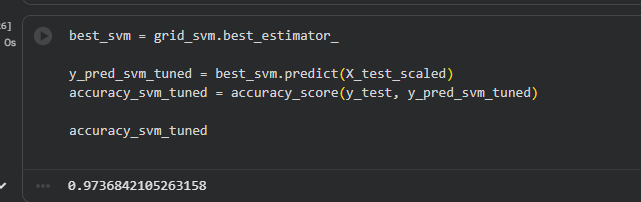 6]
0s
best_svm = grid_svm.best_estimator_
y_pred_svm_tuned = best_svm.predict(X_test_scaled)
accuracy_svm_tuned = accuracy_score(y_test, y_pred_svm_tuned)
accuracy_svm_tuned
0.9736842105263158